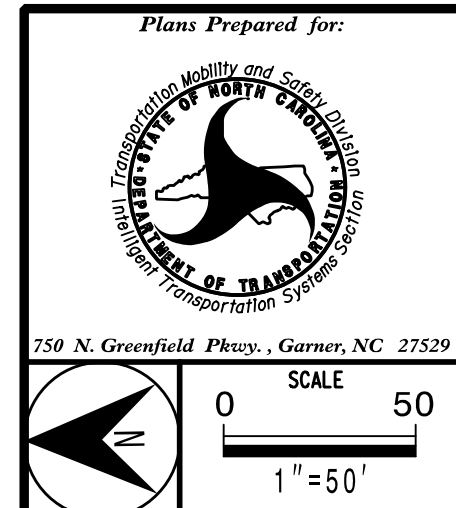 Plans Prepared for:
Transportation Mobility and Safety Division
STATE OF NORTH CAROLINA
DEPARTMENT OF TRANSPORTATION
Intelligent Transportation Systems Section
750 N. Greenfield Pkwy. , Garner, NC 27529
N
SCALE
0 50
1"=50'